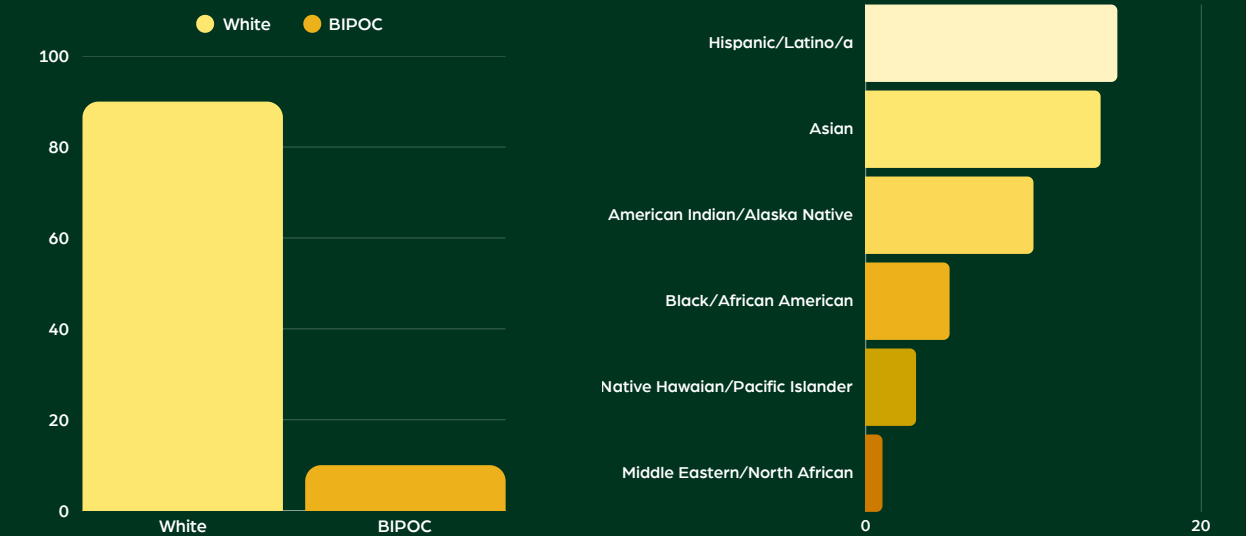 White BIPOC
100
80
60
40
20
0
White BIPOC
Hispanic/Latino/a
Asian
American Indian/Alaska Native
Black/African American
Native Hawaian/Pacific Islander
Middle Eastern/North African
0 20